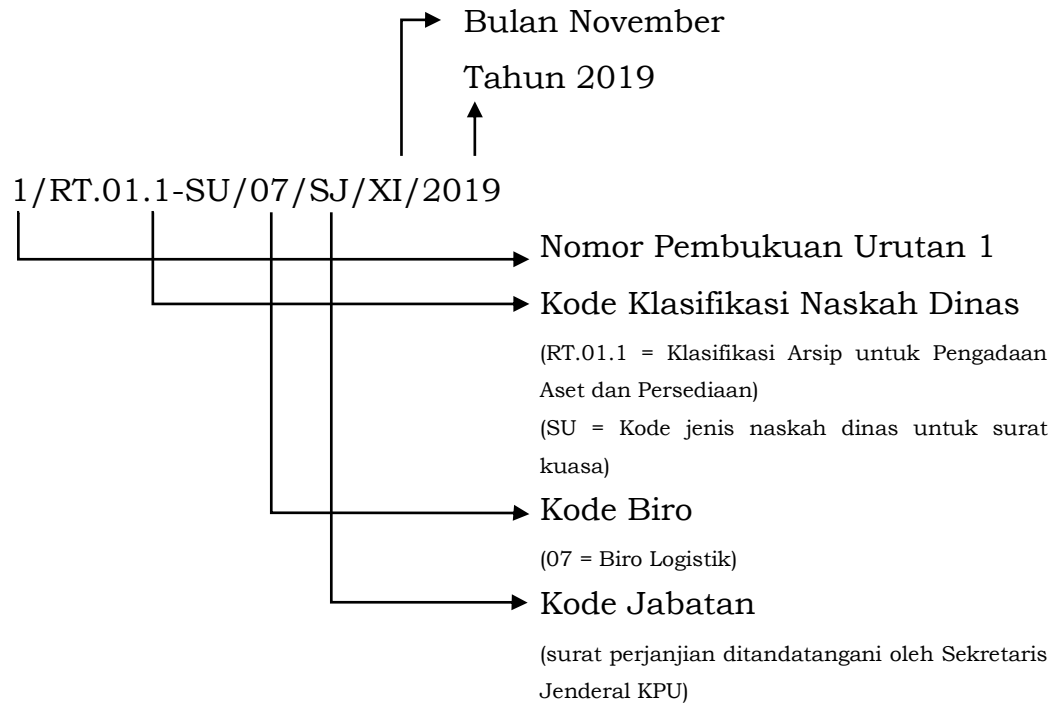 Bulan November
Tahun 2019
1/RT.01.1-SU/07/SJ/XI/2019
Nomor Pembukuan Urutan 1
Kode Klasifikasi Naskah Dinas
(RT.01.1 = Klasifikasi Arsip untuk Pengadaan
Aset dan Persediaan)
(SU = Kode jenis naskah dinas untuk surat
kuasa)
Kode Biro
(07 = Biro Logistik)
Kode Jabatan
(surat perjanjian ditandatangani oleh Sekretaris
Jenderal KPU)